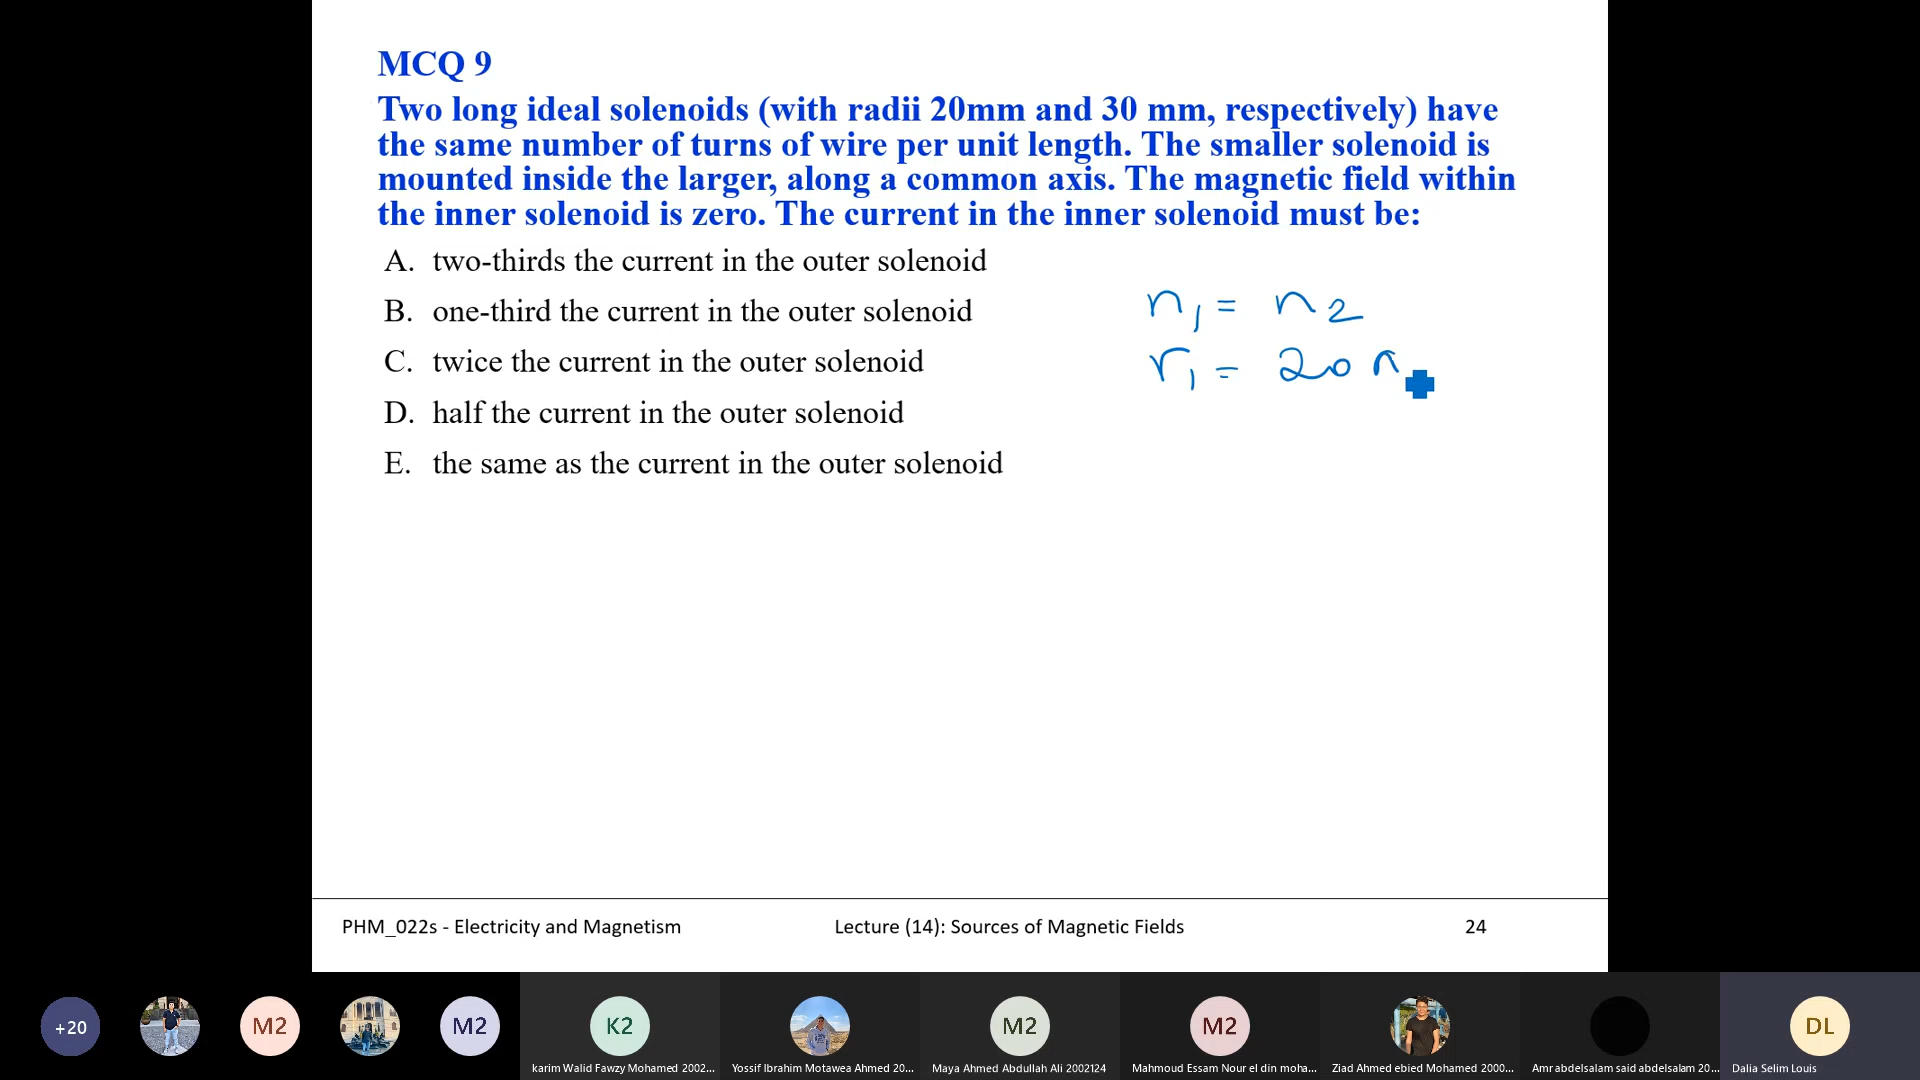 MCQ 9
Two long ideal solenoids (with radii 20mm and 30 mm, respectively) have
the same number of turns of wire per unit length. The smaller solenoid is
mounted inside the larger, along a common axis. The magnetic field within
the inner solenoid is zero. The current in the inner solenoid must be:
A. two-thirds the current in the outer solenoid
B. one-third the current in the outer solenoid
C. twice the current in the outer solenoid
D. half the current in the outer solenoid
E. the same as the current in the outer solenoid
n1 = n2
r1 = 20
PHM_022s - Electricity and Magnetism Lecture (14): Sources of Magnetic Fields 24
+20 M2 M2 K2 M2 M2 DL
karim Walid Fawzy Mohamed 2002... Yossif Ibrahim Motawea Ahmed 20... Maya Ahmed Abdullah Ali 2002124 Mahmoud Essam Nour el din moha... Ziad Ahmed ebied Mohamed 2000... Amr abdelsalam said abdelsalam 20... Dalia Selim Louis